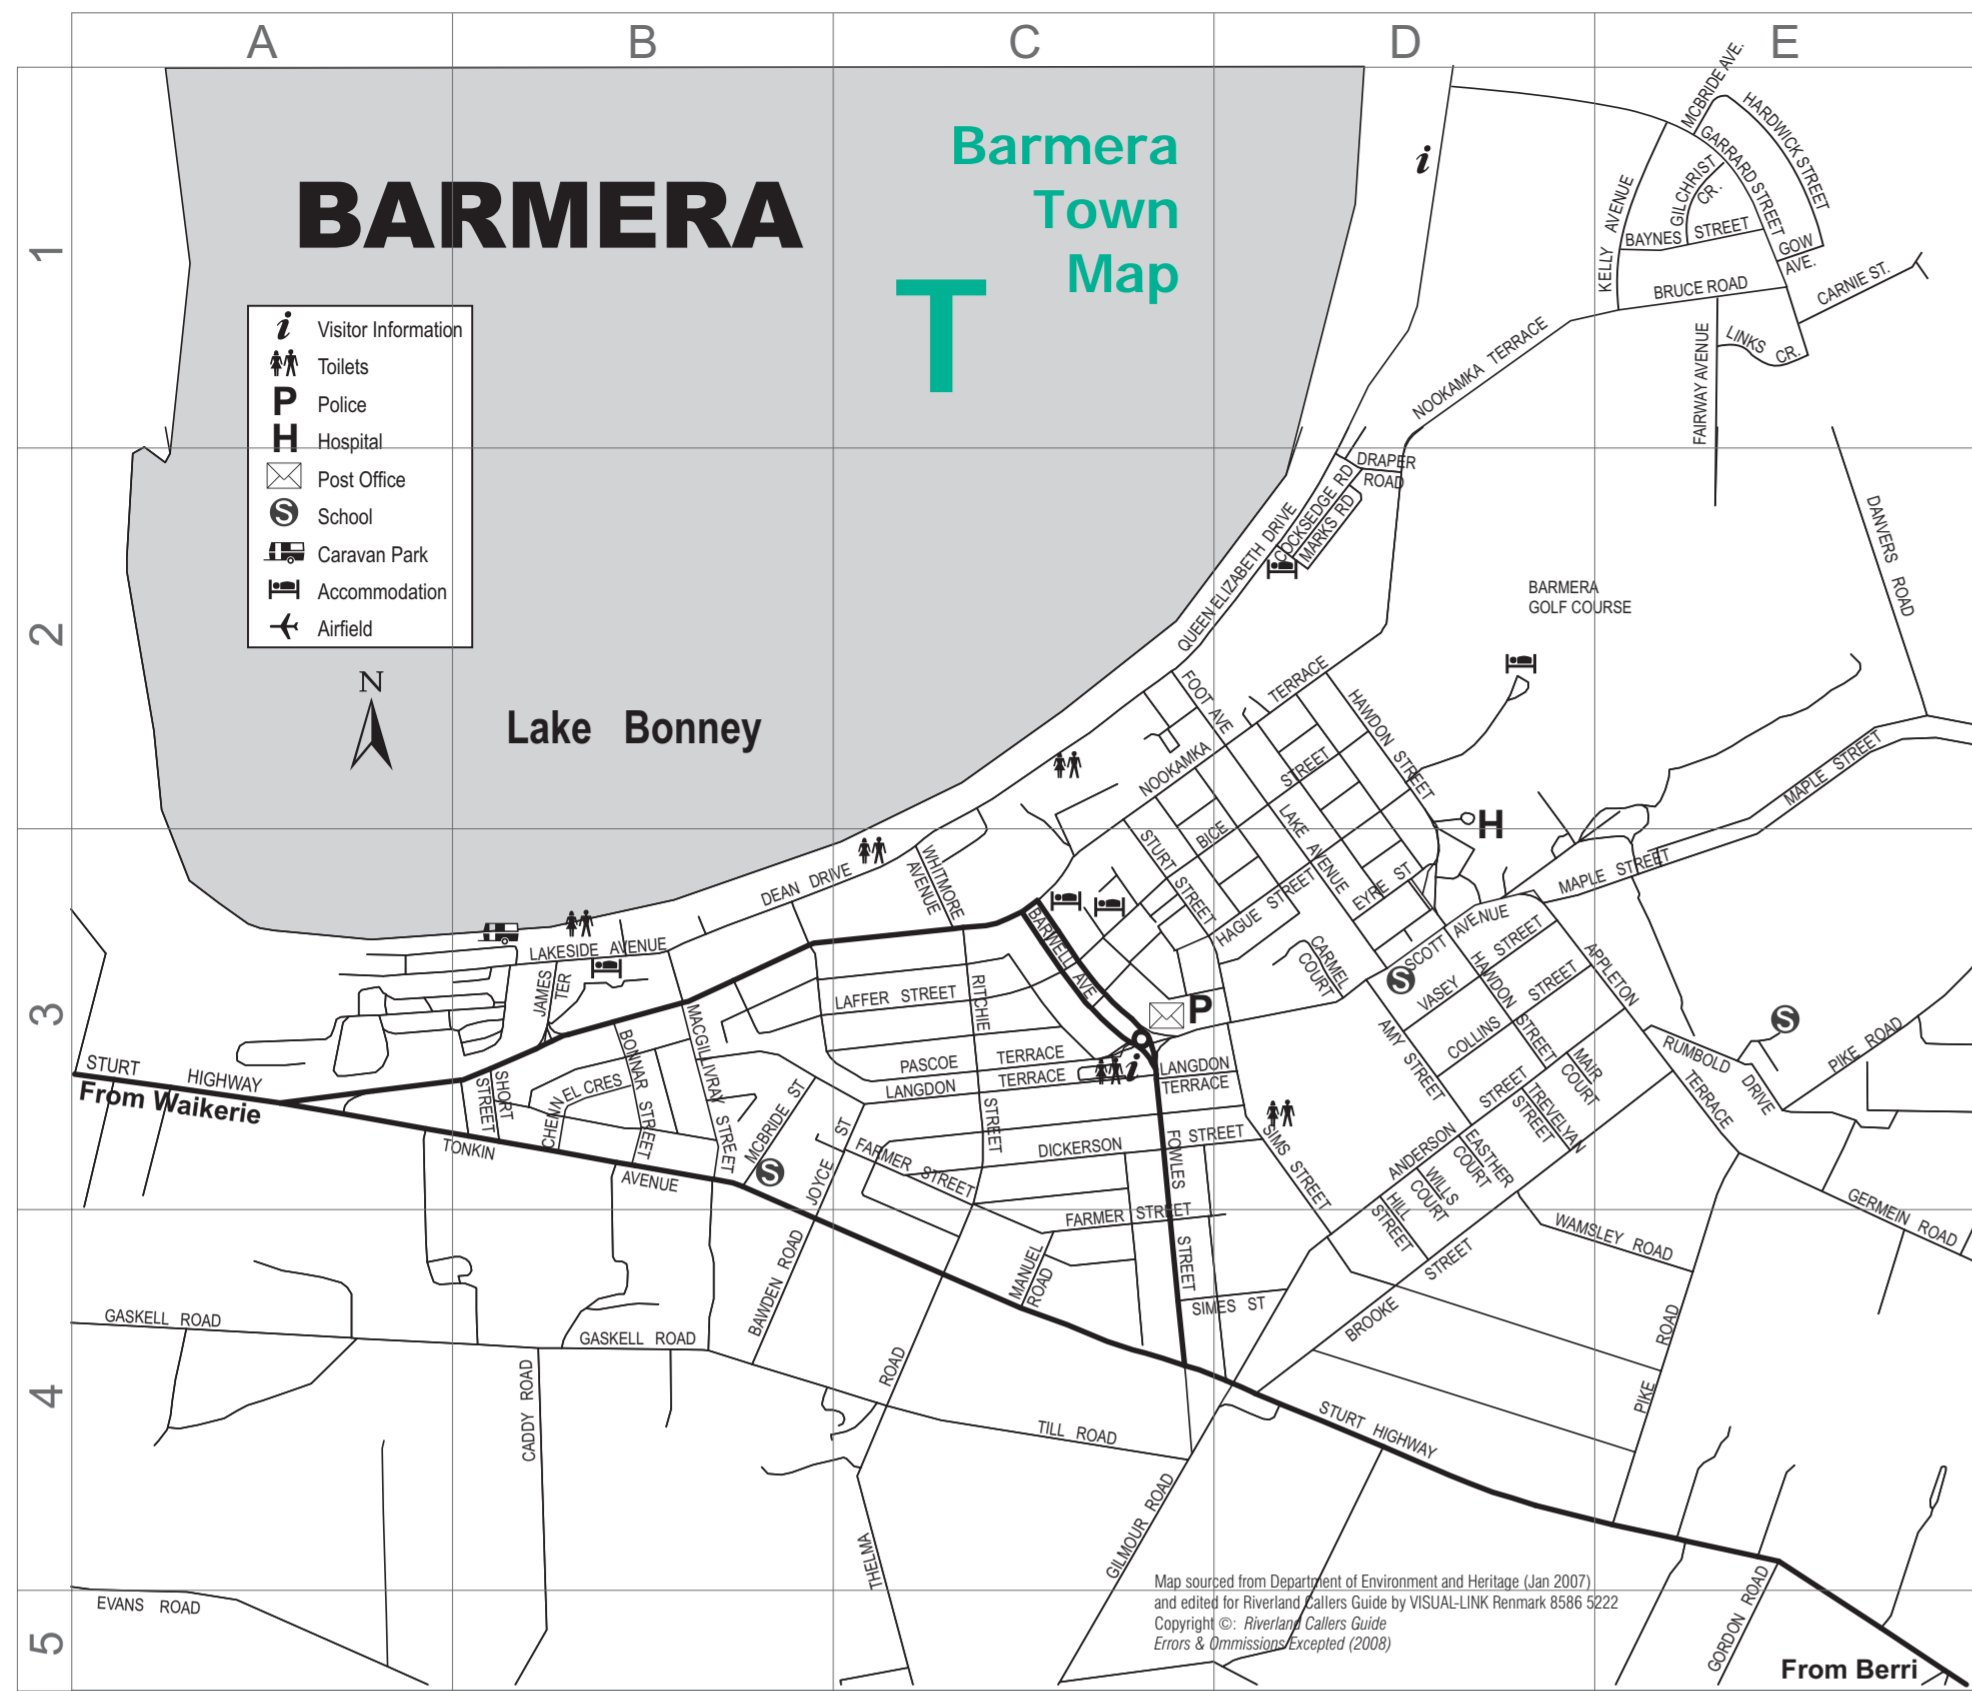 A B C D E
1
2
3
4
5
BARMERA
Barmera
Town
Map
T
i Visitor Information
Toilets
P Police
H Hospital
Post Office
S School
Caravan Park
Accommodation
Airfield
N
Lake Bonney
i
MCBRIDE AVE.
HARDWICK STREET
GARRARD STREET
GILCHRIST
CR.
KELLY AVENUE
BAYNES STREET
GOW
AVE.
CARNIE ST.
BRUCE ROAD
FAIRWAY AVENUE
LINKS CR.
NOOKAMKA TERRACE
DRAPER
ROAD
COCKSEDGE RD
MARKS RD
QUEEN ELIZABETH DRIVE
DANVERS ROAD
BARMERA
GOLF COURSE
FOOT AVE
NOOKAMKA TERRACE
HAWDON STREET
MAPLE STREET
BICE STREET
LAKE AVENUE
STURT STREET
HAGUE STREET
EYRE ST
H
MAPLE STREET
DEAN DRIVE
WHITMORE
AVENUE
BARWELL AVE
LAKESIDE AVENUE
JAMES
TER
CARMEL
COURT
SCOTT AVENUE
S
VASEY STREET
HAWDON STREET
COLLINS STREET
APPLETON TERRACE
AMY STREET
LAFFER STREET
RITCHIE STREET
P
S
PIKE ROAD
RUMBOLD DRIVE
MAIR
COURT
STURT HIGHWAY
From Waikerie
SHORT
STREET
BONNAR STREET
MACGILLIVRAY STREET
CHENNEL CRES
MCBRIDE ST
PASCOE TERRACE
LANGDON TERRACE
i
LANGDON
TERRACE
TONKIN AVENUE
S
JOYCE ST
FARMER STREET
DICKERSON STREET
FOWLES STREET
SIMS STREET
ANDERSON STREET
TREVELYAN
STREET
EASTHER
COURT
WILLS
COURT
HILL
STREET
FARMER STREET
GERMEIN ROAD
WAMSLEY ROAD
BROOKE STREET
MANUEL
ROAD
SIMES ST
BAWDEN ROAD
GASKELL ROAD
GASKELL ROAD
CADDY ROAD
THELMA ROAD
TILL ROAD
GILMOUR ROAD
STURT HIGHWAY
PIKE ROAD
EVANS ROAD
GORDON ROAD
Map sourced from Department of Environment and Heritage (Jan 2007)
and edited for Riverland Callers Guide by VISUAL-LINK Renmark 8586 5222
Copyright ©: Riverland Callers Guide
Errors & Ommissions Excepted (2008)
From Berri